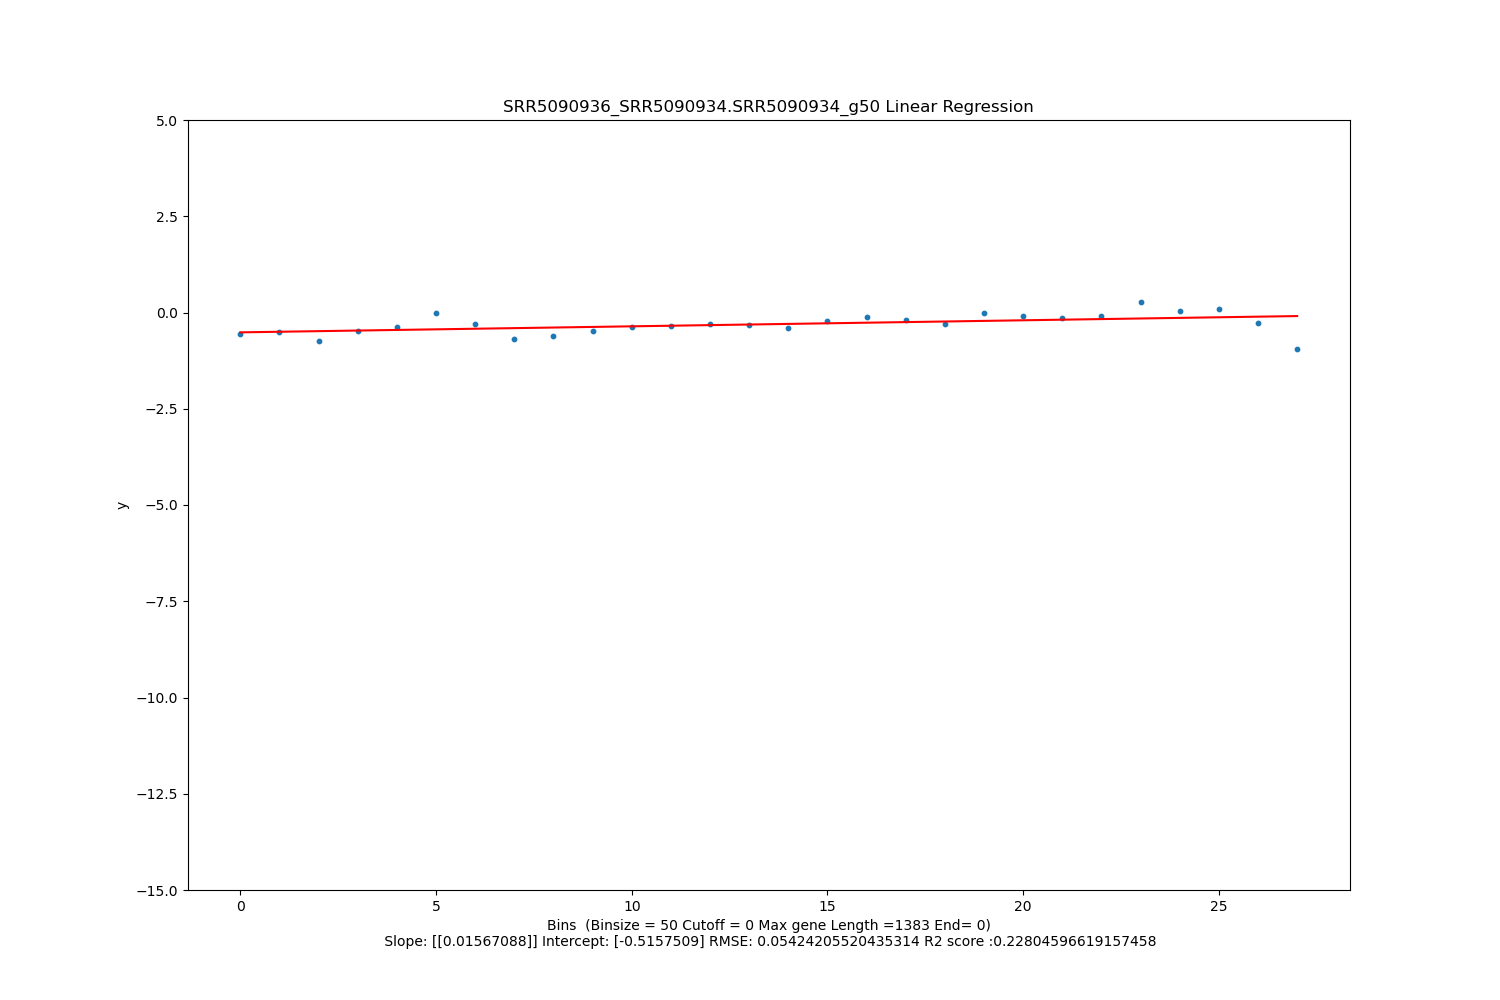 SRR5090936_SRR5090934.SRR5090934_g50 Linear Regression
5.0
2.5
0.0
−2.5
−5.0
−7.5
−10.0
−12.5
−15.0
y
0 5 10 15 20 25
Bins  (Binsize = 50 Cutoff = 0 Max gene Length =1383 End= 0)
Slope: [[0.01567088]] Intercept: [-0.5157509] RMSE: 0.05424205520435314 R2 score :0.22804596619157458